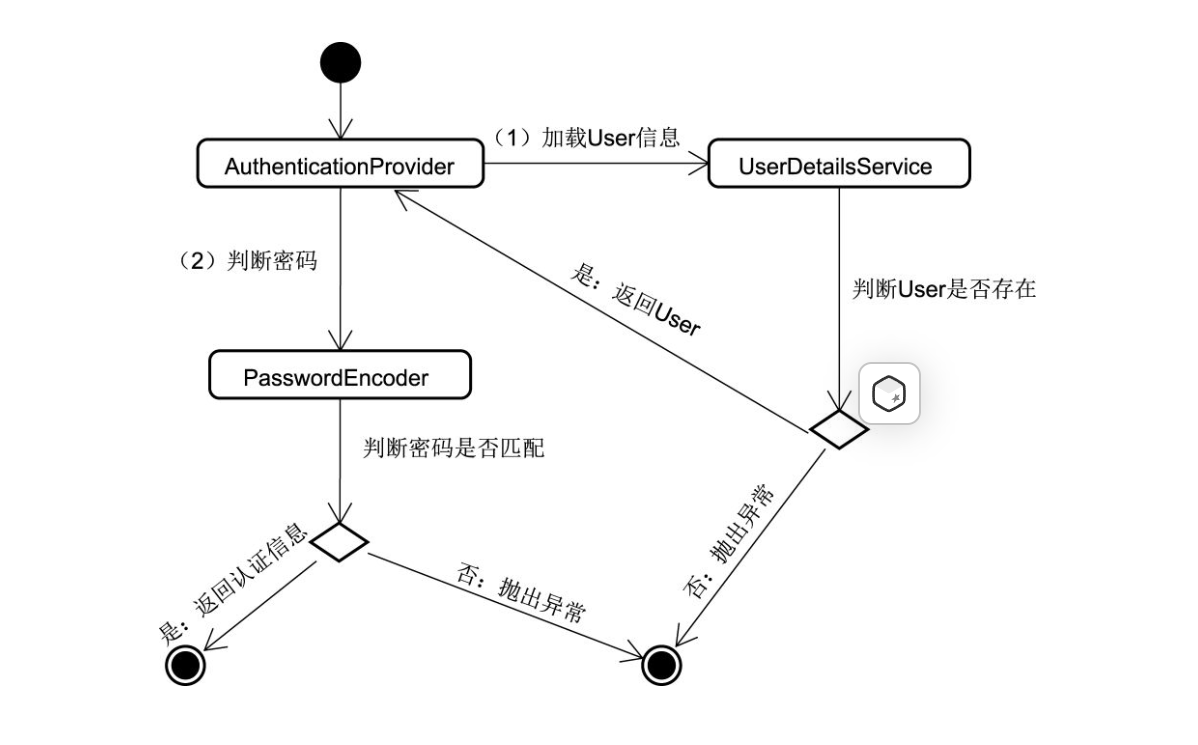 （1）加载User信息
AuthenticationProvider
UserDetailsService
（2）判断密码
是：返回User
判断User是否存在
PasswordEncoder
判断密码是否匹配
是：返回认证信息
否：抛出异常
否：抛出异常